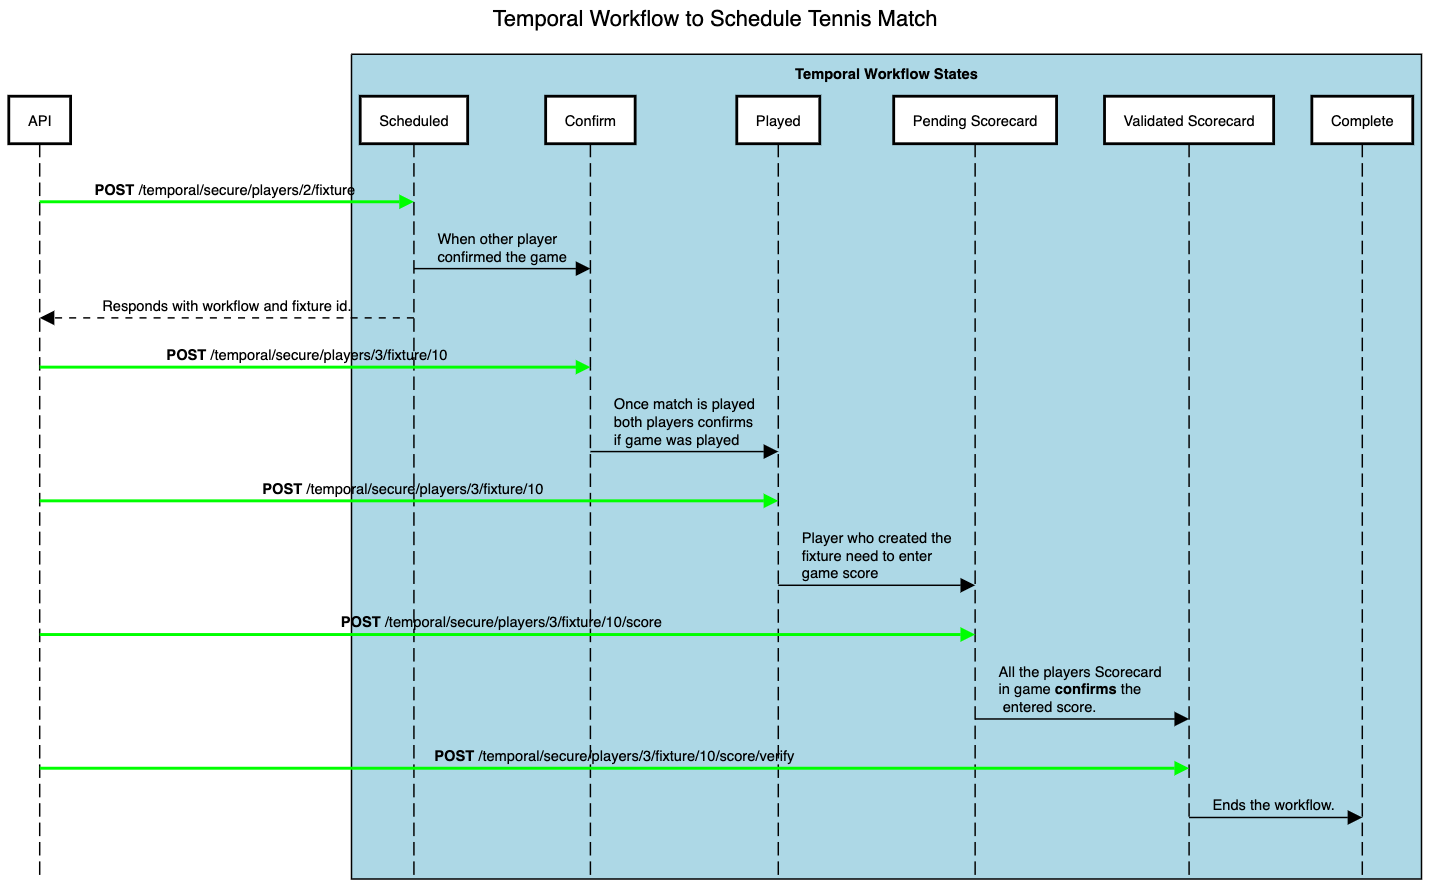 Temporal Workflow to Schedule Tennis Match
Temporal Workflow States
API
Scheduled
Confirm
Played
Pending Scorecard
Validated Scorecard
Complete
POST /temporal/secure/players/2/fixture
When other player
confirmed the game
Responds with workflow and fixture id.
POST /temporal/secure/players/3/fixture/10
Once match is played
both players confirms
if game was played
POST /temporal/secure/players/3/fixture/10
Player who created the
fixture need to enter
game score
POST /temporal/secure/players/3/fixture/10/score
All the players Scorecard
in game confirms the
entered score.
POST /temporal/secure/players/3/fixture/10/score/verify
Ends the workflow.